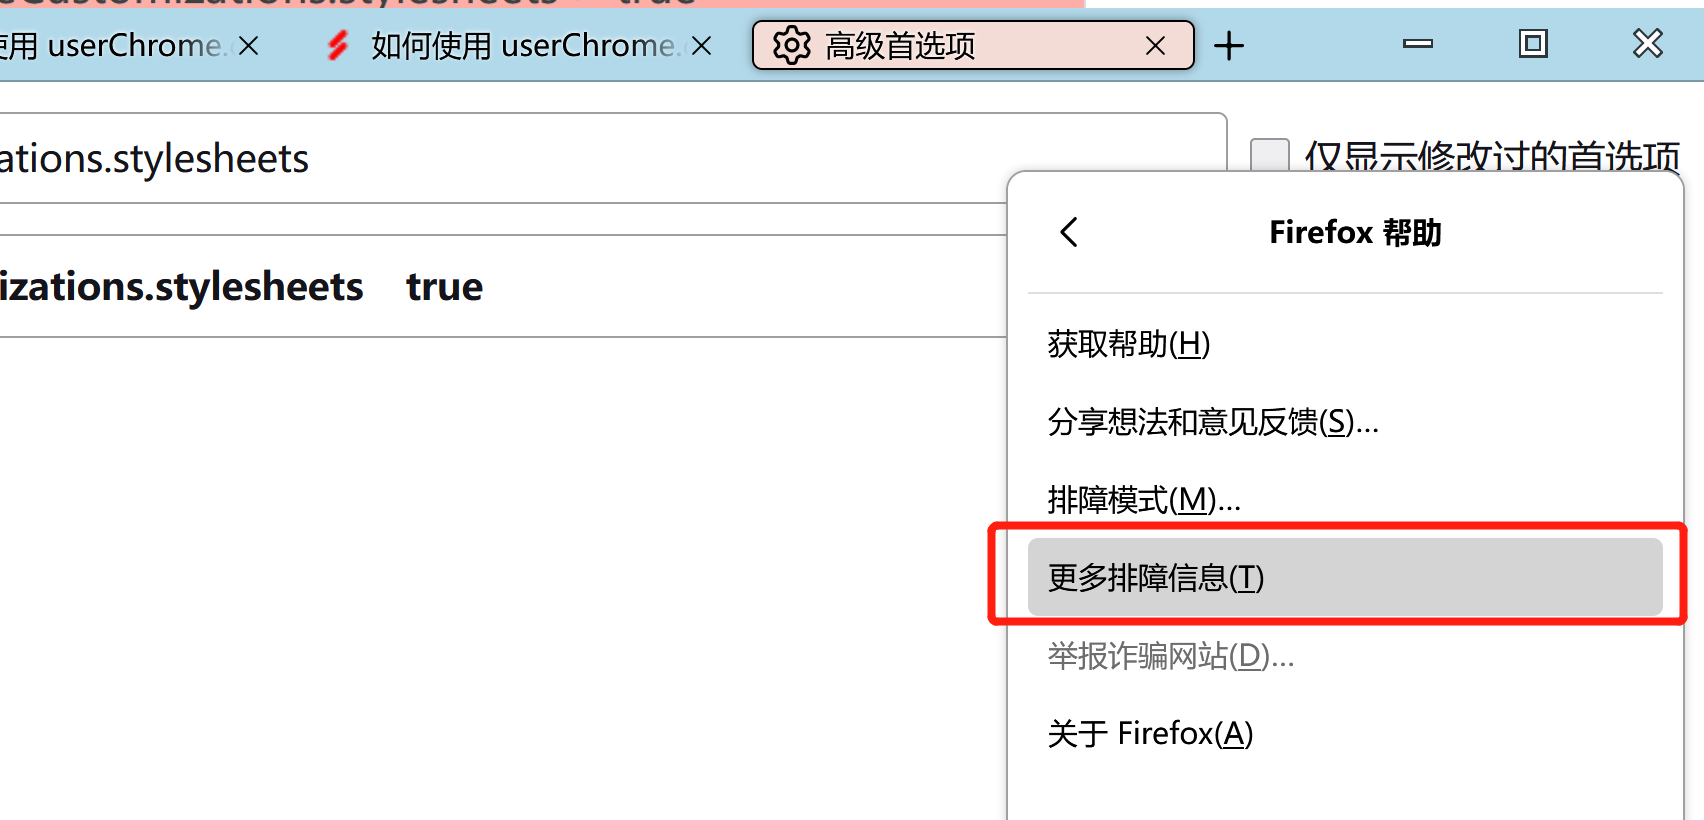 使用 userChrome.
如何使用 userChrome.
高级首选项
ations.stylesheets
仅显示修改过的首选项
izations.stylesheets true
Firefox 帮助
获取帮助(H)
分享想法和意见反馈(S)...
排障模式(M)...
更多排障信息(T)
举报诈骗网站(D)...
关于 Firefox(A)